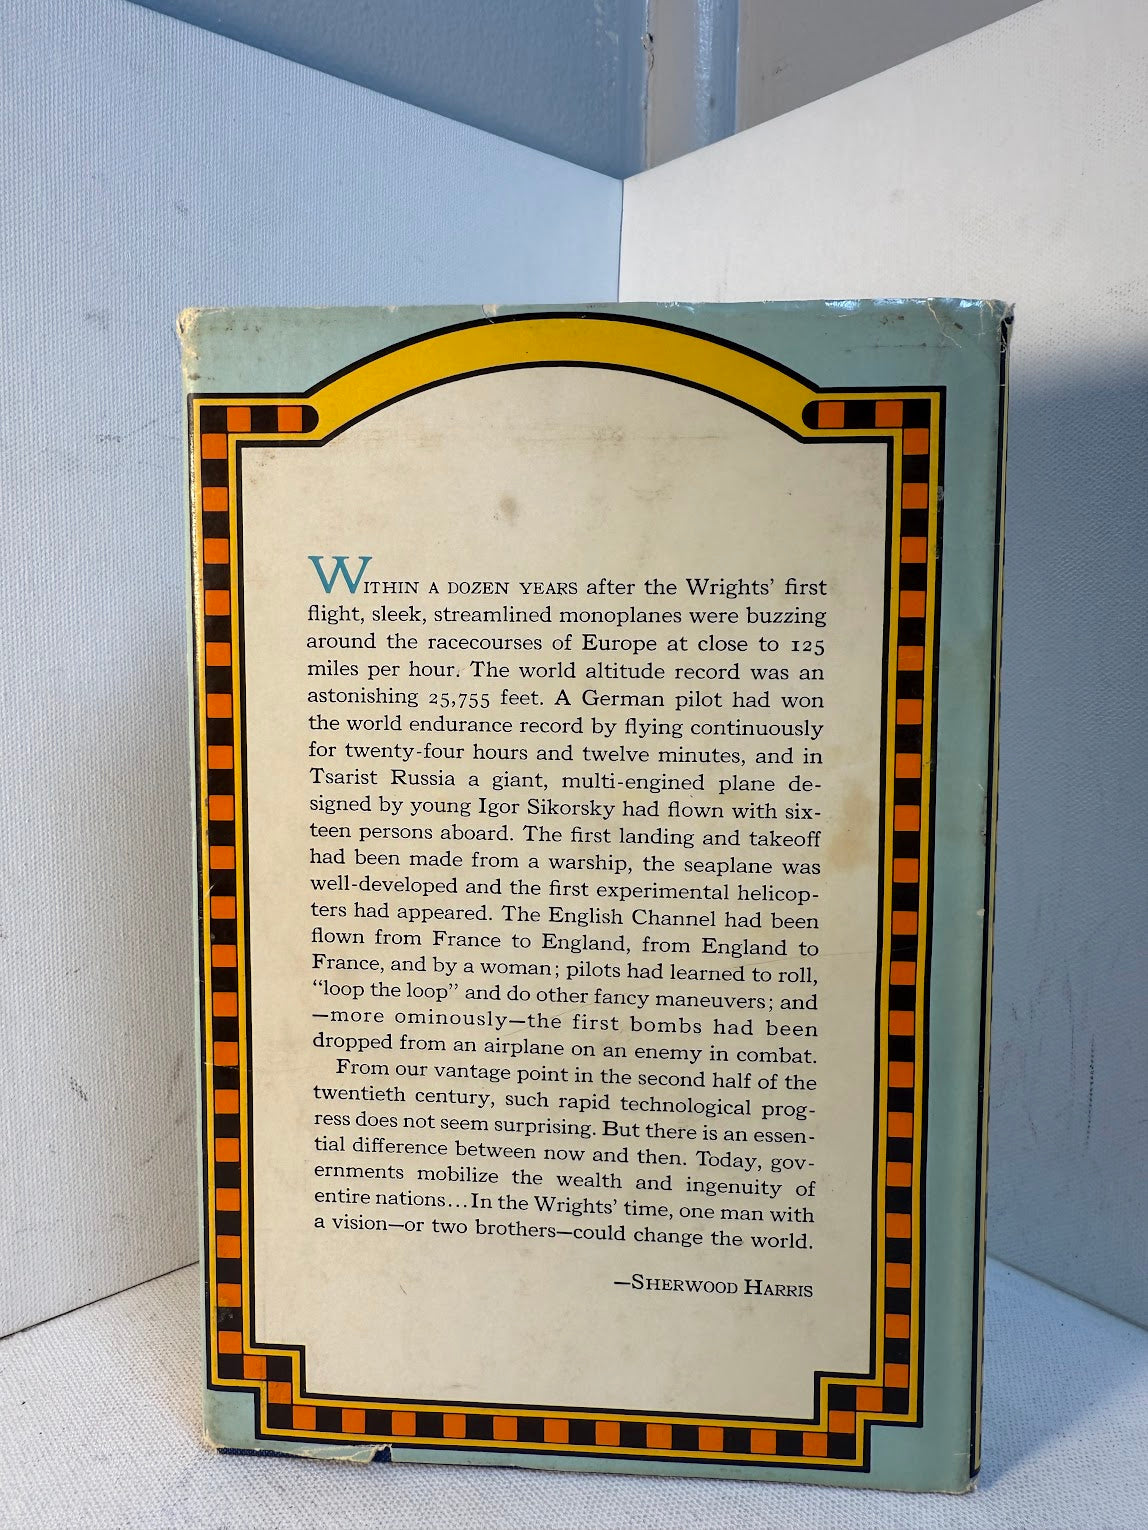 WITHIN A DOZEN YEARS after the Wrights' first
flight, sleek, streamlined monoplanes were buzzing
around the racecourses of Europe at close to 125
miles per hour. The world altitude record was an
astonishing 25,755 feet. A German pilot had won
the world endurance record by flying continuously
for twenty-four hours and twelve minutes, and in
Tsarist Russia a giant, multi-engined plane de-
signed by young Igor Sikorsky had flown with six-
teen persons aboard. The first landing and takeoff
had been made from a warship, the seaplane was
well-developed and the first experimental helicop-
ters had appeared. The English Channel had been
flown from France to England, from England to
France, and by a woman; pilots had learned to roll,
“loop the loop” and do other fancy maneuvers; and
—more ominously—the first bombs had been
dropped from an airplane on an enemy in combat.
From our vantage point in the second half of the
twentieth century, such rapid technological prog-
ress does not seem surprising. But there is an essen-
tial difference between now and then. Today, gov-
ernments mobilize the wealth and ingenuity of
entire nations...In the Wrights' time, one man with
a vision—or two brothers—could change the world.
—SHERWOOD HARRIS